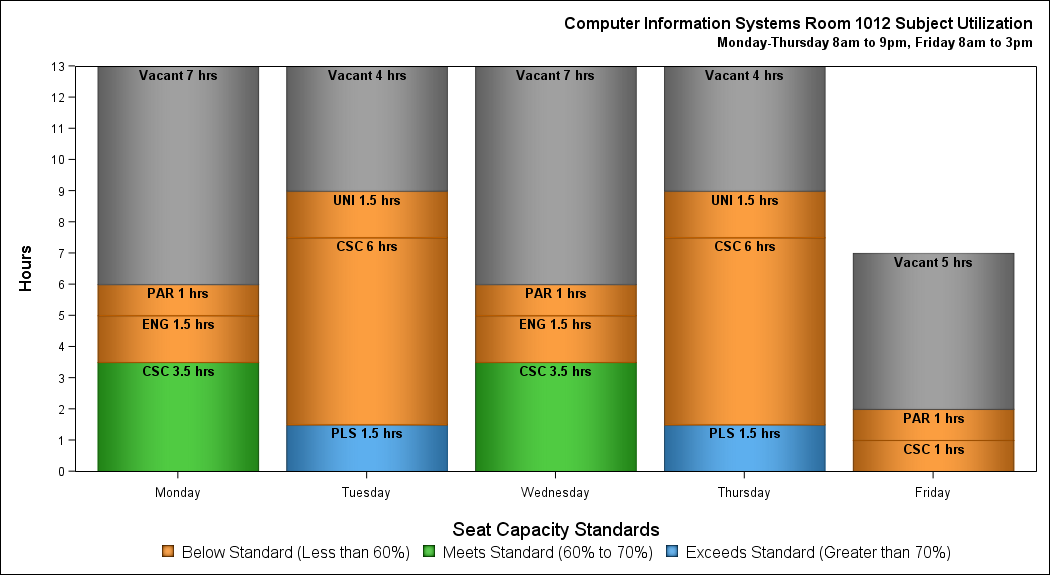 Computer Information Systems Room 1012 Subject Utilization
Monday-Thursday 8am to 9pm, Friday 8am to 3pm
Hours
13
12
11
10
9
8
7
6
5
4
3
2
1
0
Vacant 7 hrs
PAR 1 hrs
ENG 1.5 hrs
CSC 3.5 hrs
Vacant 4 hrs
UNI 1.5 hrs
CSC 6 hrs
PLS 1.5 hrs
Vacant 7 hrs
PAR 1 hrs
ENG 1.5 hrs
CSC 3.5 hrs
Vacant 4 hrs
UNI 1.5 hrs
CSC 6 hrs
PLS 1.5 hrs
Vacant 5 hrs
PAR 1 hrs
CSC 1 hrs
Monday Tuesday Wednesday Thursday Friday
Seat Capacity Standards
Below Standard (Less than 60%) Meets Standard (60% to 70%) Exceeds Standard (Greater than 70%)